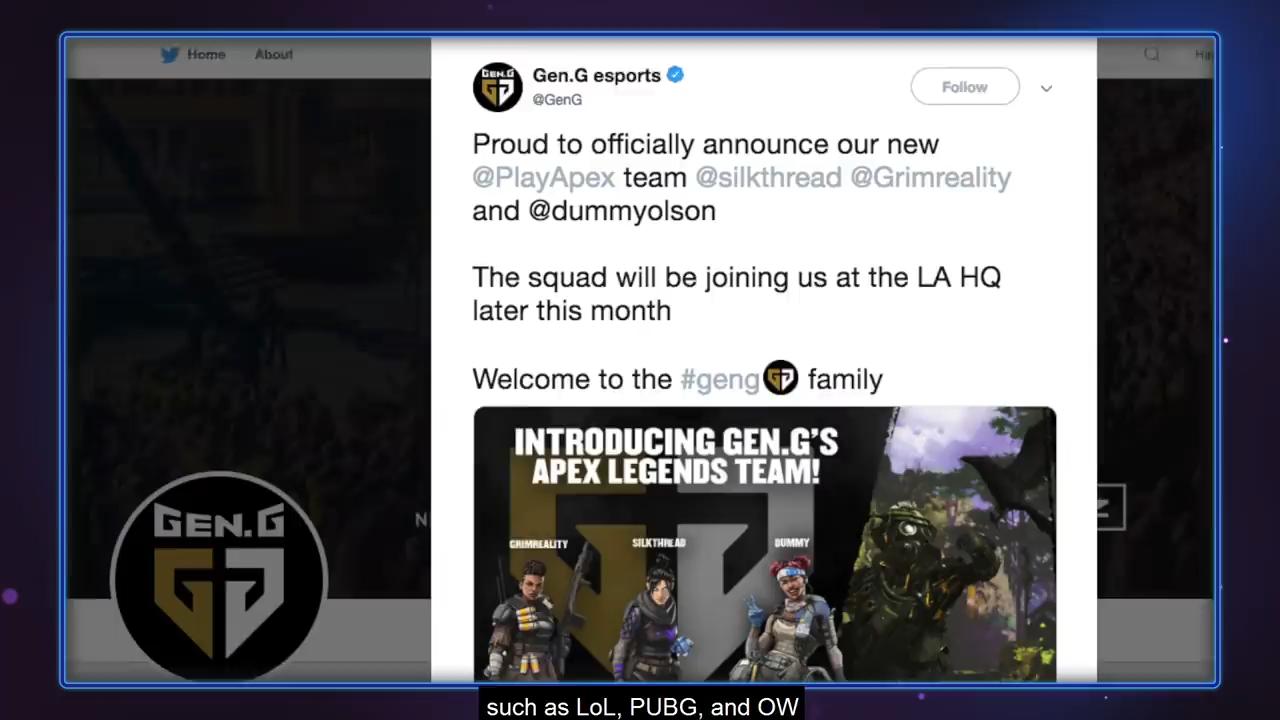 Home About
Gen.G esports
@GenG
Follow
Proud to officially announce our new
@PlayApex team @silkthread @Grimreality
and @dummyolson
The squad will be joining us at the LA HQ
later this month
Welcome to the #geng family
INTRODUCING GEN.G'S
APEX LEGENDS TEAM!
GRIMREALITY SILKTHREAD DUMMY
GEN.G
such as LoL, PUBG, and OW